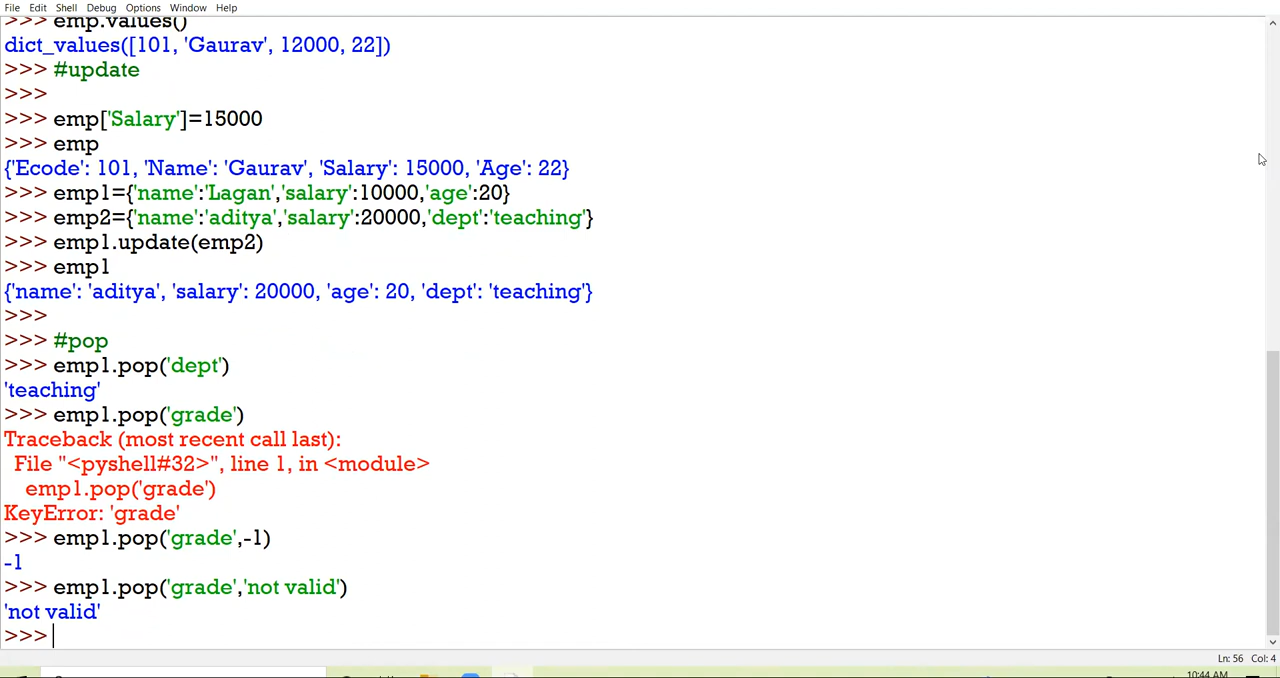 File Edit Shell Debug Options Window Help
>>> emp.values()
dict_values([101, 'Gaurav', 12000, 22])
>>> #update
>>>
>>> emp['Salary']=15000
>>> emp
{'Ecode': 101, 'Name': 'Gaurav', 'Salary': 15000, 'Age': 22}
>>> emp1={'name':'Lagan','salary':10000,'age':20}
>>> emp2={'name':'aditya','salary':20000,'dept':'teaching'}
>>> emp1.update(emp2)
>>> emp1
{'name': 'aditya', 'salary': 20000, 'age': 20, 'dept': 'teaching'}
>>>
>>> #pop
>>> emp1.pop('dept')
'teaching'
>>> emp1.pop('grade')
Traceback (most recent call last):
File "<pyshell#32>", line 1, in <module>
emp1.pop('grade')
KeyError: 'grade'
>>> emp1.pop('grade',-1)
-1
>>> emp1.pop('grade','not valid')
'not valid'
>>>
Ln: 56 Col: 4
10:44 AM